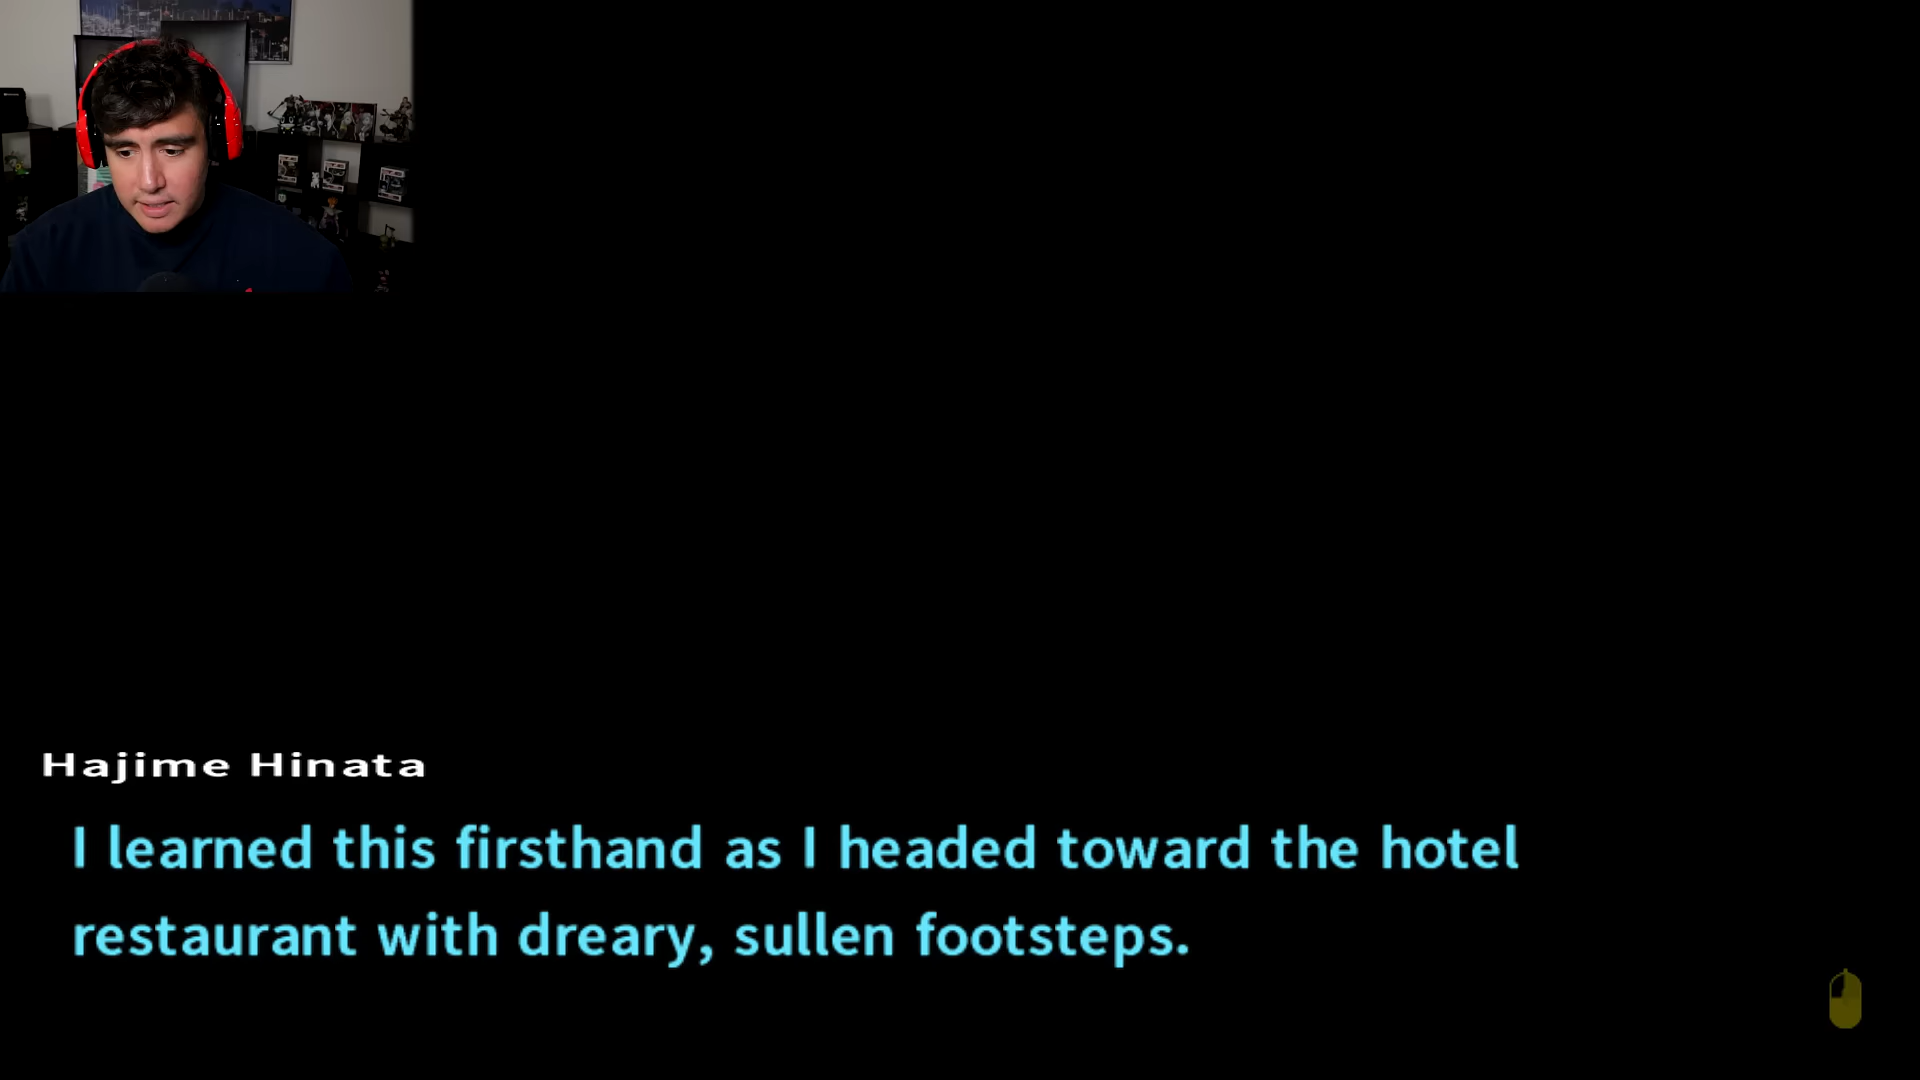 Hajime Hinata
I learned this firsthand as I headed toward the hotel
restaurant with dreary, sullen footsteps.